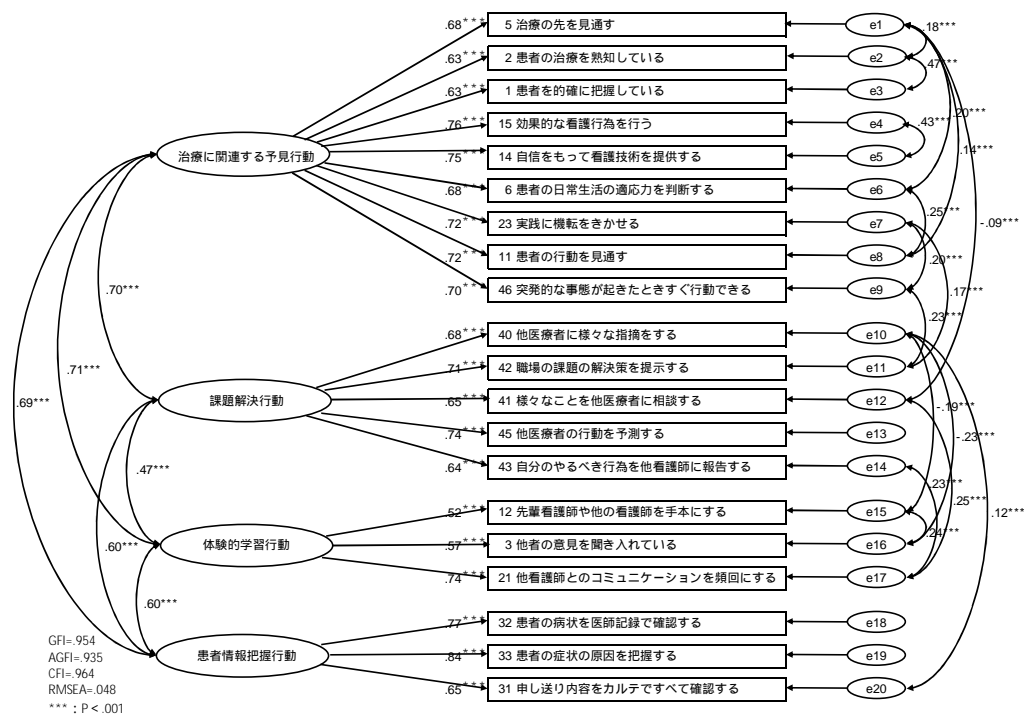 .68*** 5 治療の先を見通す e1 .18***
.63*** 2 患者の治療を熟知している e2 .47***
.63*** 1 患者を的確に把握している e3
.20***
.76*** 15 効果的な看護行為を行う e4 .43***
治療に関連する予見行動
.75*** 14 自信をもって看護技術を提供する e5 .14***
.68*** 6 患者の日常生活の適応力を判断する e6
.72*** 23 実践に機転をきかせる e7 .25*** -.09***
.72*** 11 患者の行動を見通す e8 .20***
.70*** 46 突発的な事態が起きたときすぐ行動できる e9 .17***
.70***
.23***
.68*** 40 他医療者に様々な指摘をする e10
.71*** .71*** 42 職場の課題の解決策を提示する e11
.69*** 課題解決行動 .65*** 41 様々なことを他医療者に相談する e12 -.19***
.74*** 45 他医療者の行動を予測する e13 -.23***
.47*** .64*** 43 自分のやるべき行為を他看護師に報告する e14
.23*** .25***
.52*** 12 先輩看護師や他の看護師を手本にする e15 .12***
.60*** 体験的学習行動 .57*** 3 他者の意見を聞き入れている e16 .24***
.74*** 21 他看護師とのコミュニケーションを頻回にする e17
.60***
.77*** 32 患者の病状を医師記録で確認する e18
患者情報把握行動 .84*** 33 患者の症状の原因を把握する e19
.65*** 31 申し送り内容をカルテですべて確認する e20
GFI=.954
AGFI=.935
CFI=.964
RMSEA=.048
*** : P < .001